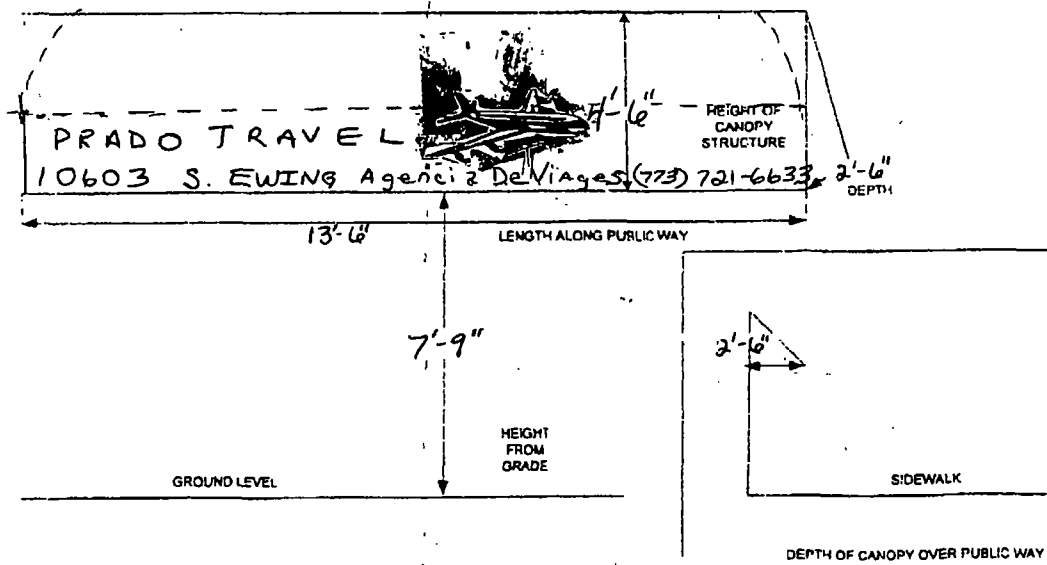 4'-6"
HEIGHT OF
CANOPY
STRUCTURE
PRADO TRAVEL
10603 S. EWING Agencia De Viages (773) 721-6633
2'-6"
DEPTH
13'-6"
LENGTH ALONG PUBLIC WAY
7'-9"
2'-6"
HEIGHT
FROM
GRADE
GROUND LEVEL
SIDEWALK
DEPTH OF CANOPY OVER PUBLIC WAY